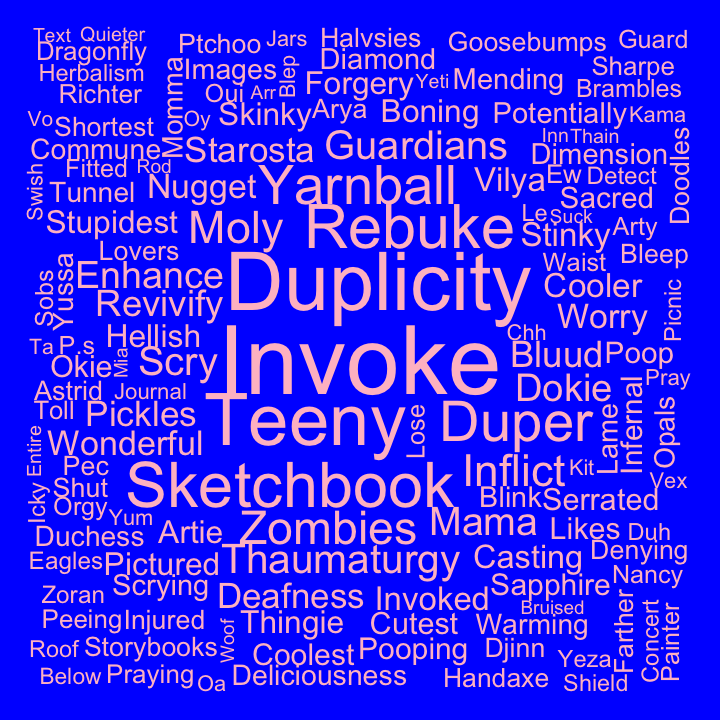 Text
Quieter
Ptchoo
Jars
Halvsies
Goosebumps
Guard
Dragonfly
Herbalism
Images
Blep
Diamond
Sharpe
Richter
Momma
Oui
Arr
Forgery
Yeti
Mending
Brambles
Vo
Shortest
Oy
Skinky
Arya
Boning
Potentially
Kama
Commune
Starosta
Guardians
Inn
Thain
Dimension
Doodles
Fitted
Rod
Swish
Tunnel
Nugget
Yarnball
Vilya
Ew
Detect
Sacred
Stupidest
Moly
Rebuke
Le
Suck
Stinky
Arty
Lovers
Bleep
Sobs
Yussa
Enhance
Duplicity
Waist
Cooler
Revivify
Worry
Picnic
Ta
P.s
Hellish
Invoke
Chh
Bluud
Poop
Okie
Mia
Scry
Dokie
Pray
Astrid
Journal
Toll
Pickles
Teeny
Lose
Duper
Lame
Infernal
Opals
Entire
Wonderful
Pec
Sketchbook
Inflict
Kit
Vex
Icky
Shut
Orgy
Yum
Blink
Serrated
Duchess
Artie
Zombies
Mama
Likes
Duh
Eagles
Pictured
Thaumaturgy
Casting
Denying
Zoran
Scrying
Deafness
Invoked
Sapphire
Nancy
Bruised
Peeing
Injured
Woof
Thingie
Cutest
Warming
Farther
Concert
Painter
Roof
Storybooks
Coolest
Pooping
Djinn
Yeza
Below
Praying
Oa
Deliciousness
Handaxe
Shield